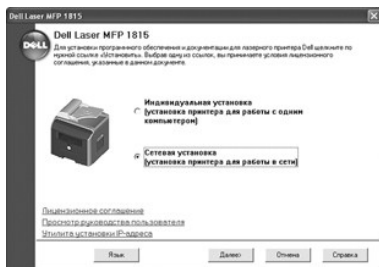 Dell Laser MFP 1815
Dell Laser MFP 1815
DELL
Для установки программного обеспечения и документации для лазерного принтера Dell щелкните по
нужной ссылке «Установить». Выбрав одну из ссылок, вы принимаете условия лицензионного
соглашения, указанные в данном документе.
Индивидуальная установка
(установка принтера для работы с одним
компьютером)
Сетевая установка
(установка принтера для работы в сети)
Лицензионное соглашение
Просмотр руководства пользователя
Утилита установки IP-адреса
Язык
Далее>
Отмена
Справка